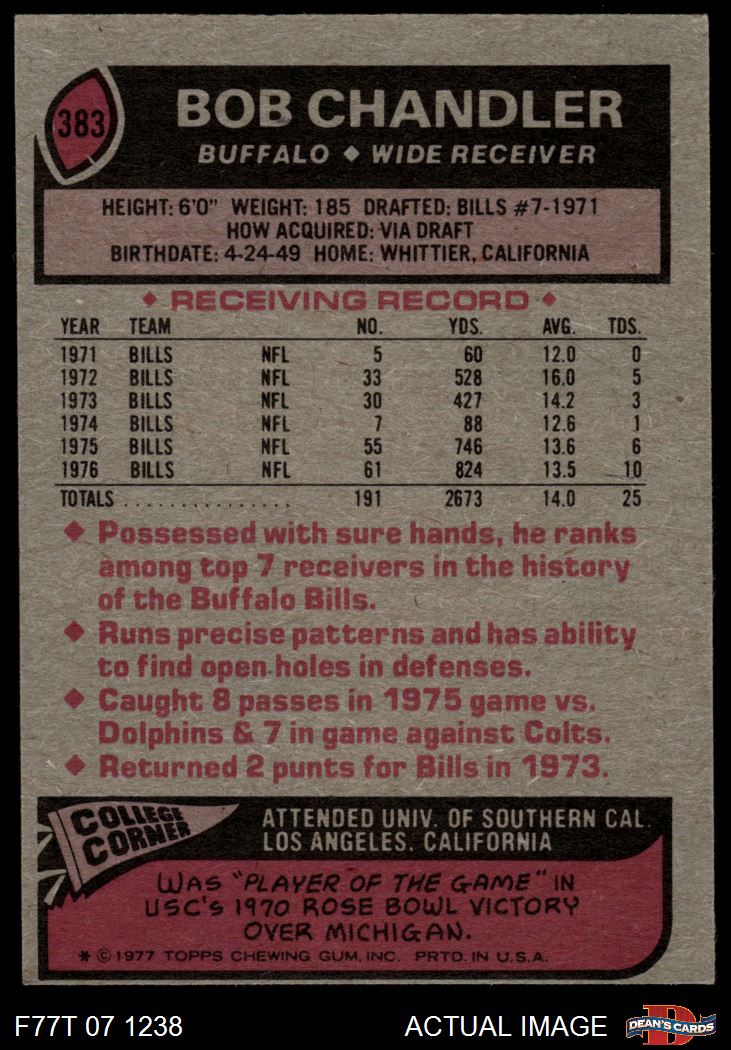 383
BOB CHANDLER
BUFFALO ♦ WIDE RECEIVER
HEIGHT: 6'0" WEIGHT: 185 DRAFTED: BILLS #7-1971
HOW ACQUIRED: VIA DRAFT
BIRTHDATE: 4-24-49 HOME: WHITTIER, CALIFORNIA
♦ RECEIVING RECORD ♦
YEAR TEAM NO. YDS. AVG. TDS.
1971 BILLS NFL 5 60 12.0 0
1972 BILLS NFL 33 528 16.0 5
1973 BILLS NFL 30 427 14.2 3
1974 BILLS NFL 7 88 12.6 1
1975 BILLS NFL 55 746 13.6 6
1976 BILLS NFL 61 824 13.5 10
TOTALS ................ 191 2673 14.0 25
♦ Possessed with sure hands, he ranks
among top 7 receivers in the history
of the Buffalo Bills.
♦ Runs precise patterns and has ability
to find open holes in defenses.
♦ Caught 8 passes in 1975 game vs.
Dolphins & 7 in game against Colts.
♦ Returned 2 punts for Bills in 1973.
COLLEGE
CORNER
ATTENDED UNIV. OF SOUTHERN CAL.
LOS ANGELES, CALIFORNIA
WAS "PLAYER OF THE GAME" IN
USC'S 1970 ROSE BOWL VICTORY
OVER MICHIGAN.
* © 1977 TOPPS CHEWING GUM, INC. PRTD. IN U.S.A.
F77T 07 1238 ACTUAL IMAGE
D
DEAN'S CARDS